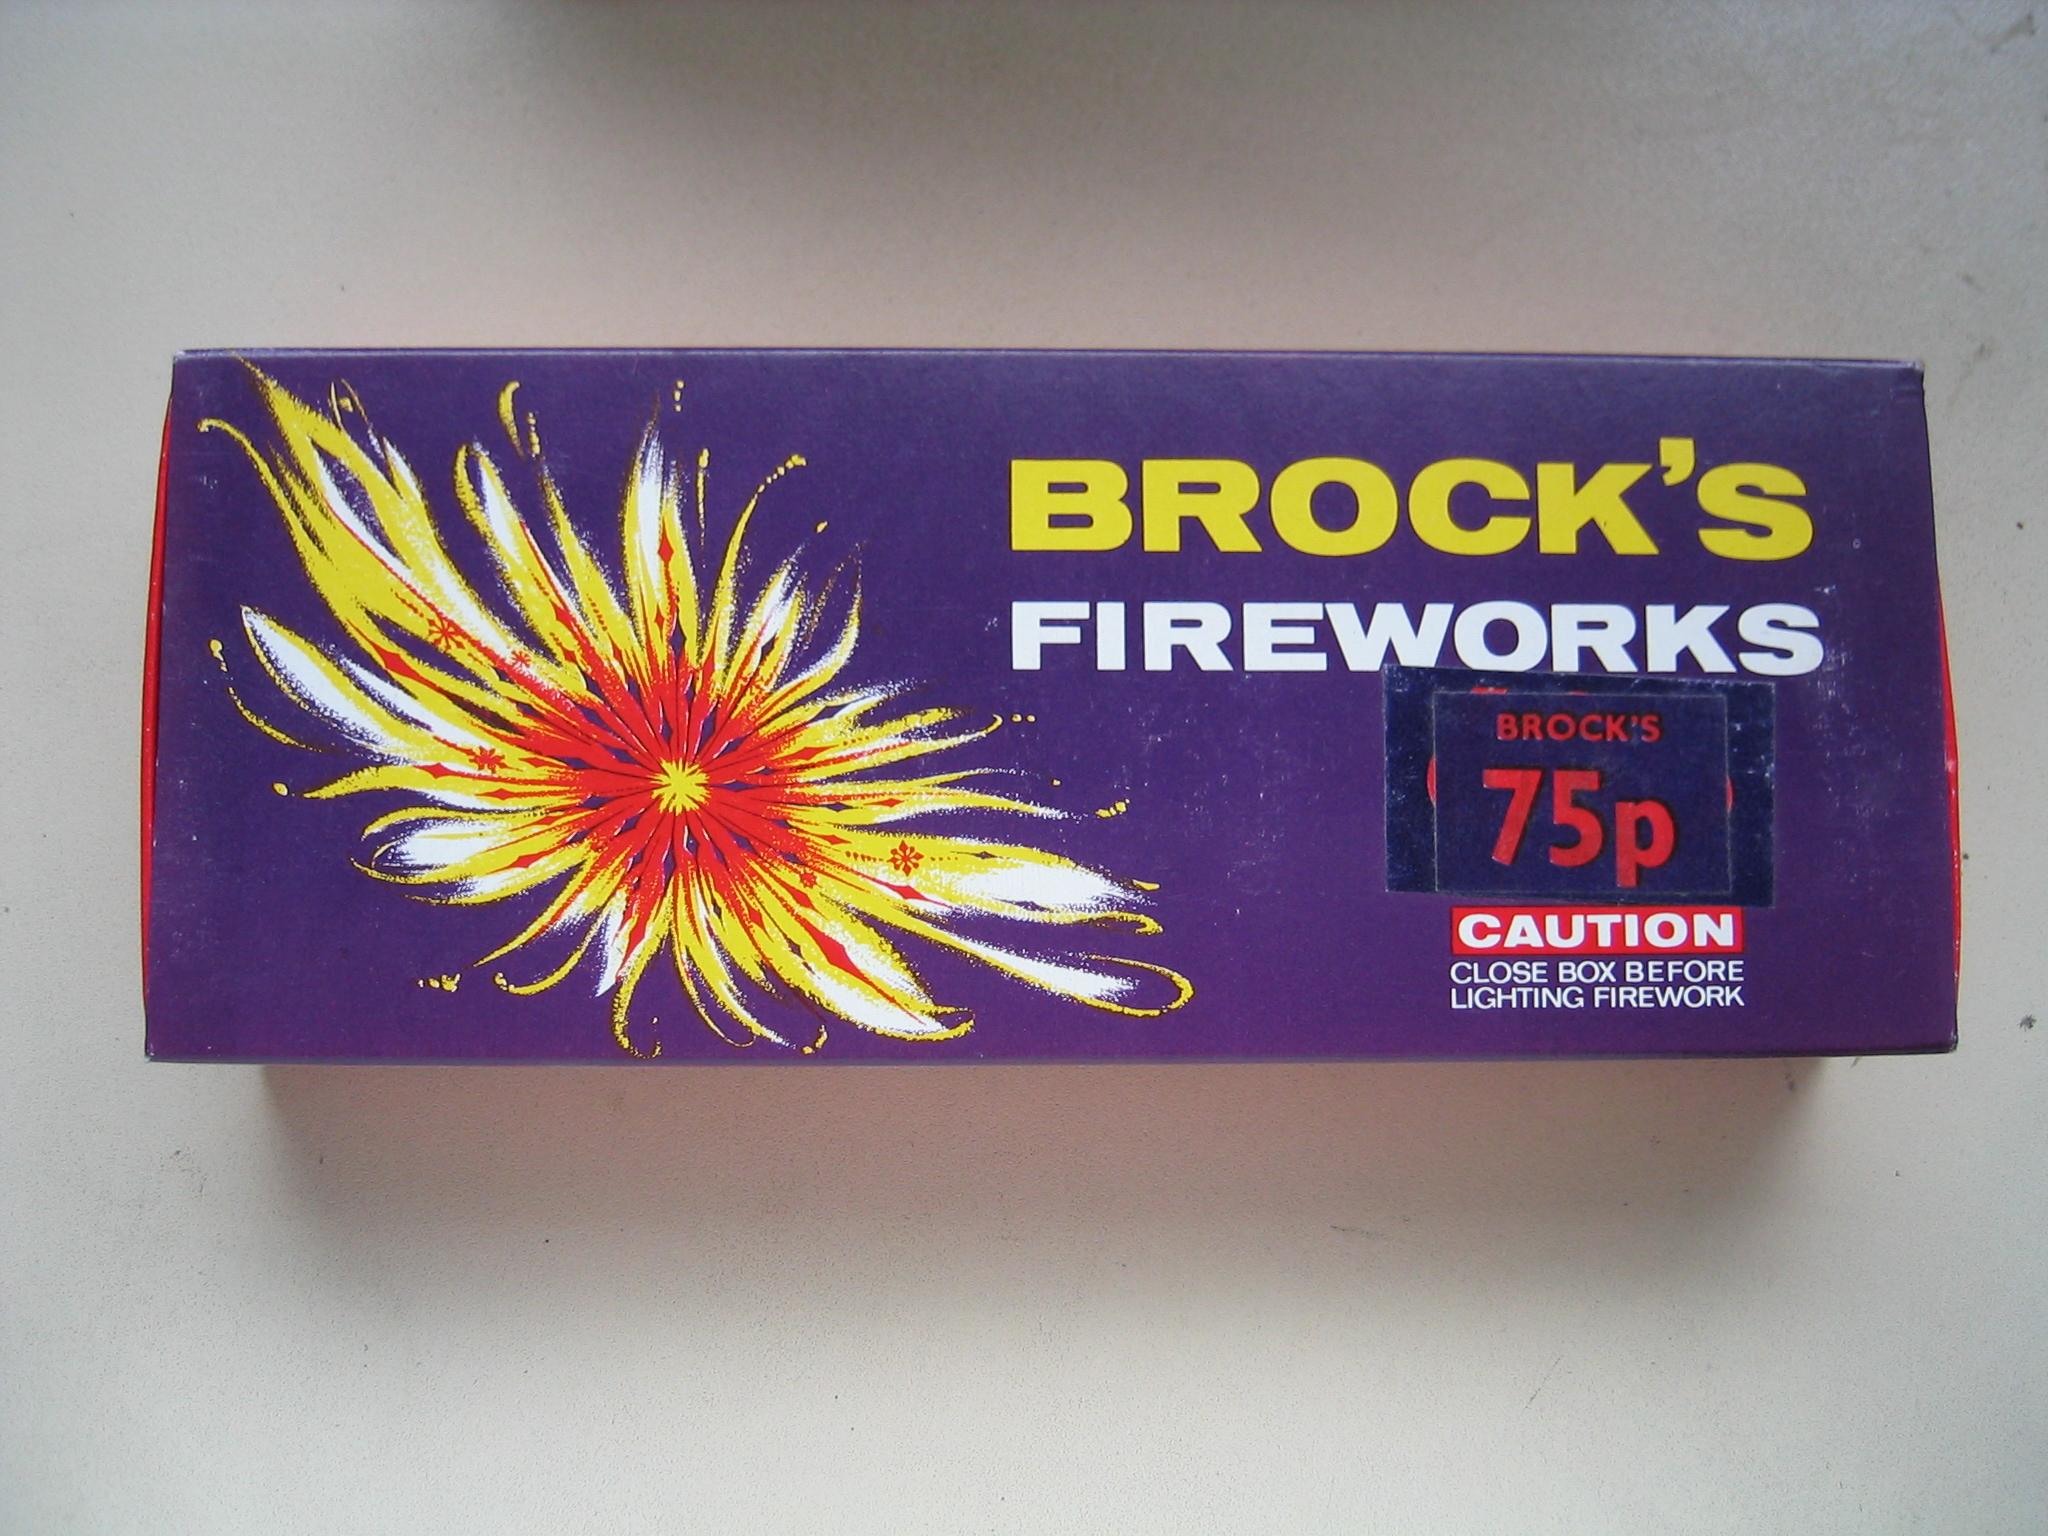 BROCK'S
FIREWORKS
BROCK'S
75p
CAUTION
CLOSE BOX BEFORE
LIGHTING FIREWORK